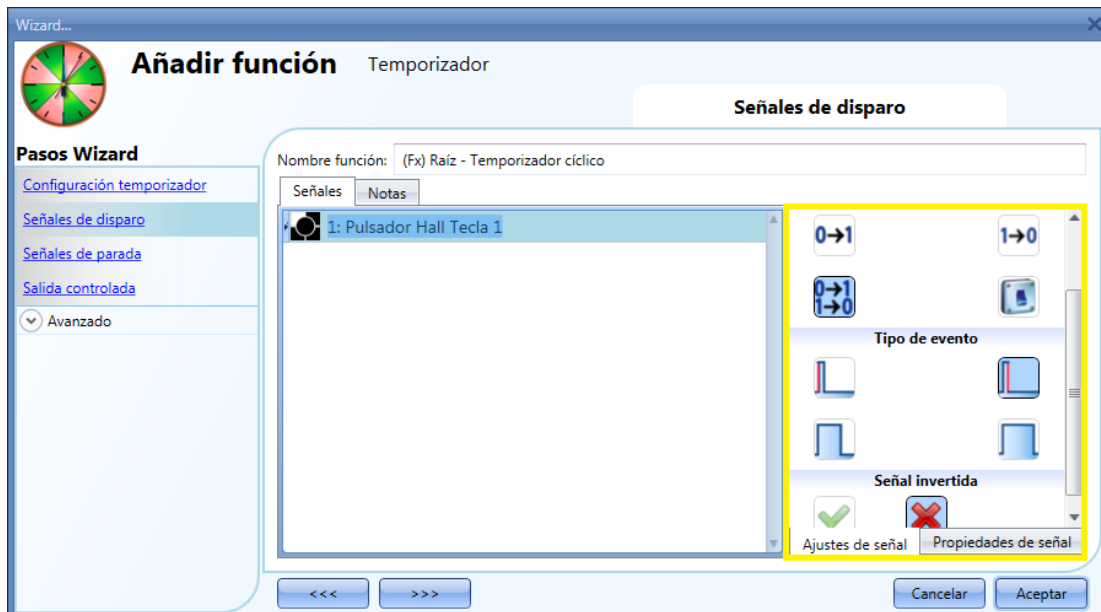 Wizard...
Añadir función Temporizador
Señales de disparo
Pasos Wizard
Configuración temporizador
Señales de disparo
Señales de parada
Salida controlada
Avanzado
Nombre función: (Fx) Raíz - Temporizador cíclico
Señales Notas
1: Pulsador Hall Tecla 1
0→1 1→0
0→1
1→0
Tipo de evento
Señal invertida
Ajustes de señal Propiedades de señal
<<< >>> Cancelar Aceptar